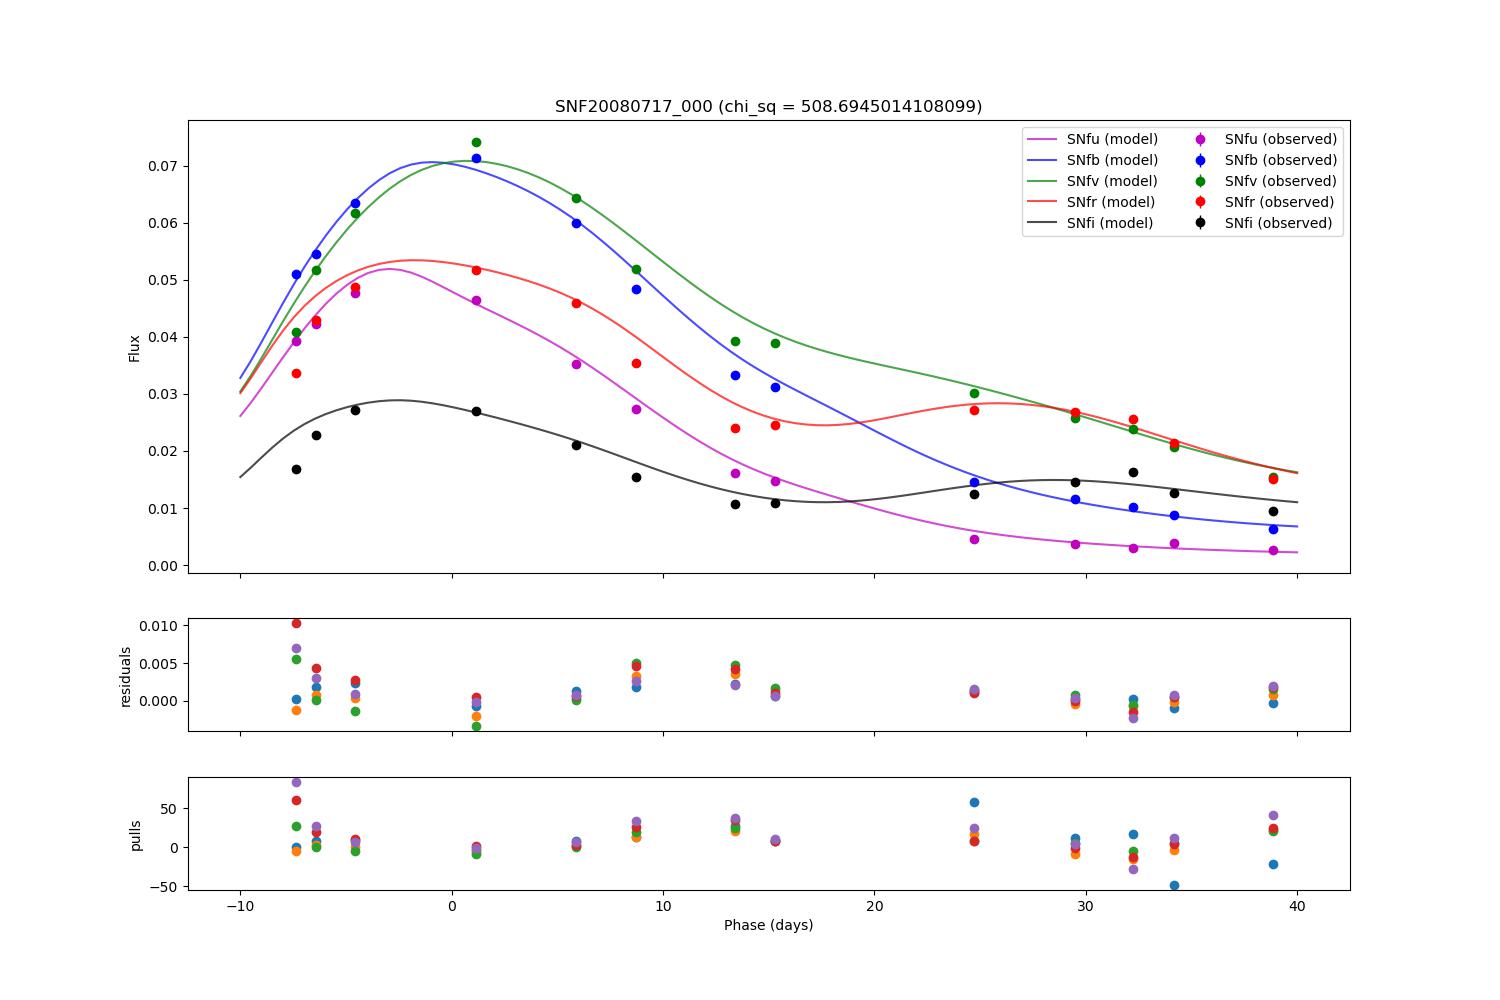 SNF20080717_000 (chi_sq = 508.6945014108099)
SNfu (model) SNfu (observed)
SNfb (model) SNfb (observed)
SNfv (model) SNfv (observed)
SNfr (model) SNfr (observed)
SNfi (model) SNfi (observed)
Flux
0.07
0.06
0.05
0.04
0.03
0.02
0.01
0.00
residuals
0.010
0.005
0.000
pulls
50
0
−50
−10 0 10 20 30 40
Phase (days)